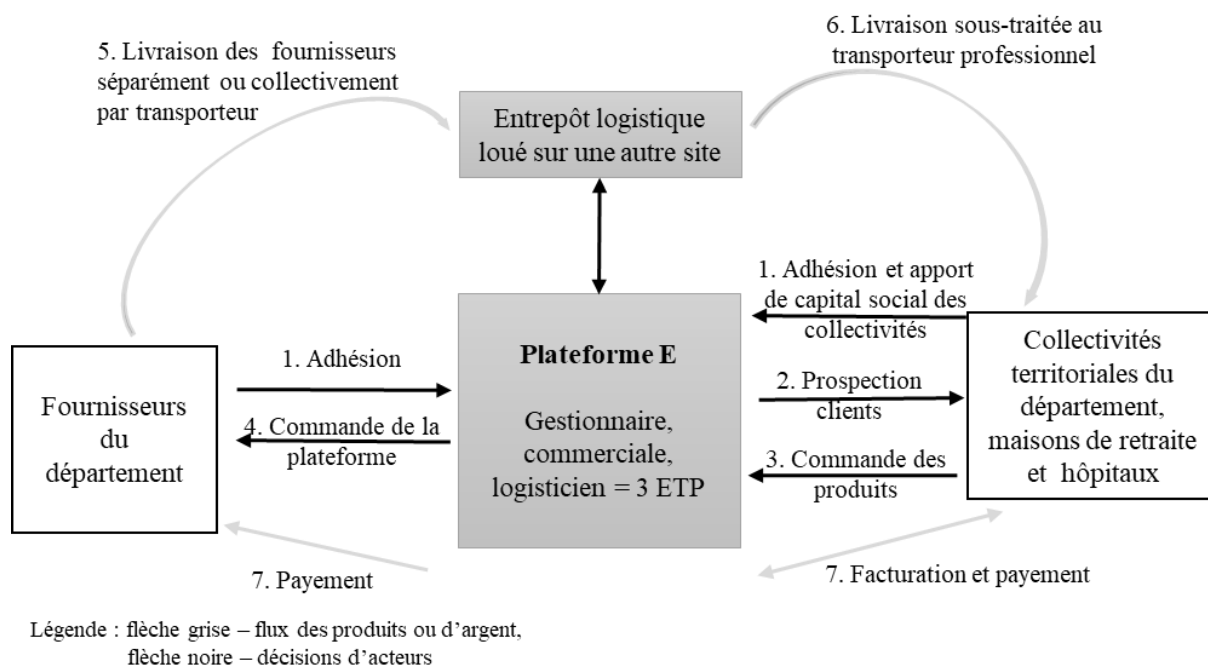 5. Livraison des fournisseurs
séparément ou collectivement
par transporteur
6. Livraison sous-traitée au
transporteur professionnel
Entrepôt logistique
loué sur une autre site
1. Adhésion et apport
de capital social des
collectivités
Plateforme E
Gestionnaire,
commerciale,
logisticien = 3 ETP
1. Adhésion
4. Commande de la
plateforme
Fournisseurs
du
département
2. Prospection
clients
3. Commande des
produits
Collectivités
territoriales du
département,
maisons de retraite
et hôpitaux
7. Payement
7. Facturation et payement
Légende : flèche grise – flux des produits ou d’argent,
flèche noire – décisions d’acteurs